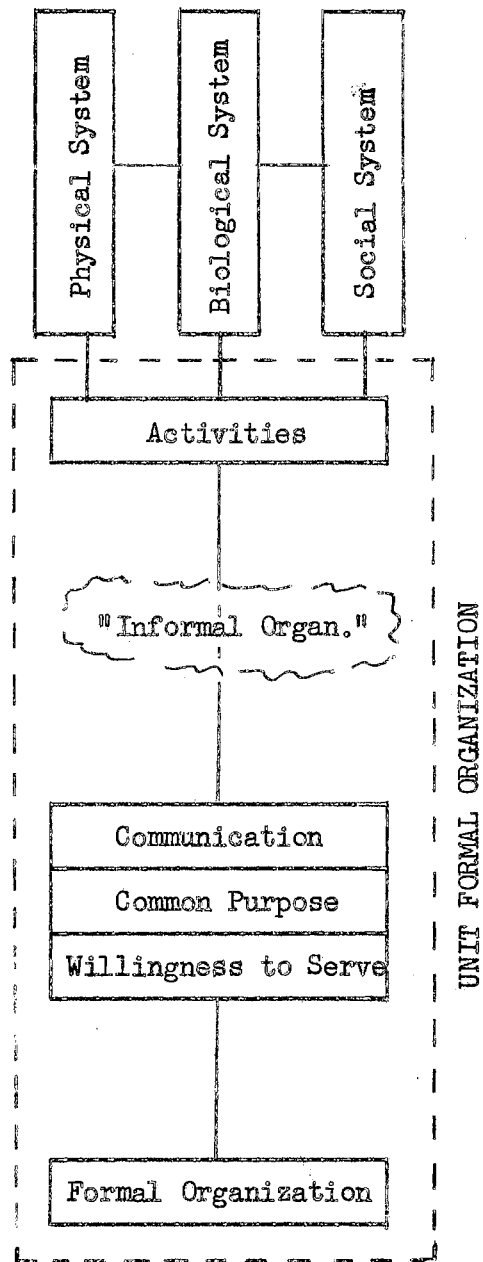 Physical System
Biological System
Social System
Activities
"Informal Organ."
Communication
Common Purpose
Willingness to Serve
Formal Organization
UNIT FORMAL ORGANIZATION